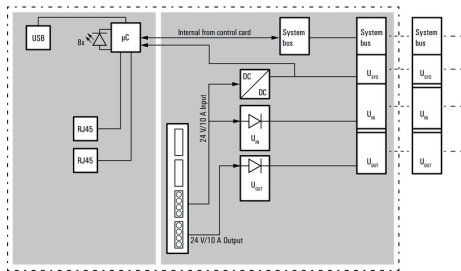 USB
8x
µC
Internal from control card
System
bus
System
bus
System
bus
DC
DC
U SYS
U SYS
24 V/10 A Input
U IN
U IN
U IN
RJ45
RJ45
U OUT
U OUT
U OUT
24 V/10 A Output